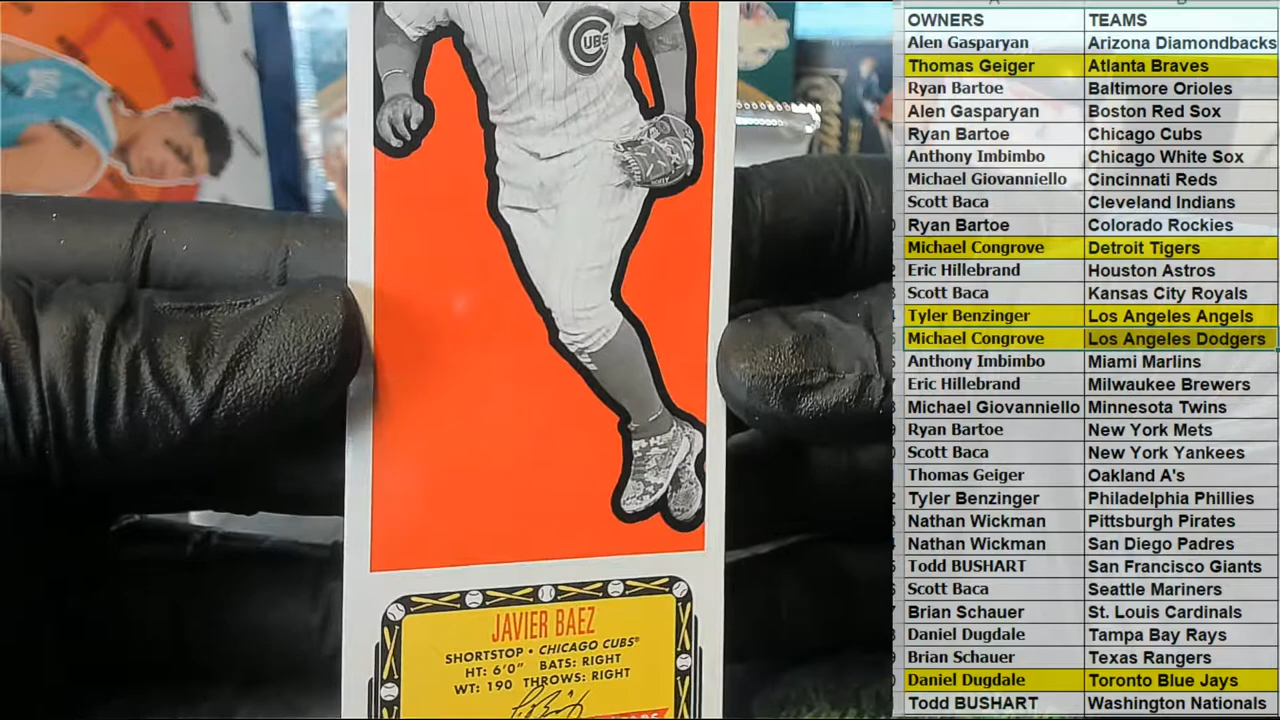 CUBS
JAVIER BAEZ
SHORTSTOP • CHICAGO CUBS®
HT: 6'0" BATS: RIGHT
WT: 190 THROWS: RIGHT
OWNERS TEAMS
Alen Gasparyan Arizona Diamondbacks
Thomas Geiger Atlanta Braves
Ryan Bartoe Baltimore Orioles
Alen Gasparyan Boston Red Sox
Ryan Bartoe Chicago Cubs
Anthony Imbimbo Chicago White Sox
Michael Giovanniello Cincinnati Reds
Scott Baca Cleveland Indians
Ryan Bartoe Colorado Rockies
Michael Congrove Detroit Tigers
Eric Hillebrand Houston Astros
Scott Baca Kansas City Royals
Tyler Benzinger Los Angeles Angels
Michael Congrove Los Angeles Dodgers
Anthony Imbimbo Miami Marlins
Eric Hillebrand Milwaukee Brewers
Michael Giovanniello Minnesota Twins
Ryan Bartoe New York Mets
Scott Baca New York Yankees
Thomas Geiger Oakland A's
Tyler Benzinger Philadelphia Phillies
Nathan Wickman Pittsburgh Pirates
Nathan Wickman San Diego Padres
Todd BUSHART San Francisco Giants
Scott Baca Seattle Mariners
Brian Schauer St. Louis Cardinals
Daniel Dugdale Tampa Bay Rays
Brian Schauer Texas Rangers
Daniel Dugdale Toronto Blue Jays
Todd BUSHART Washington Nationals